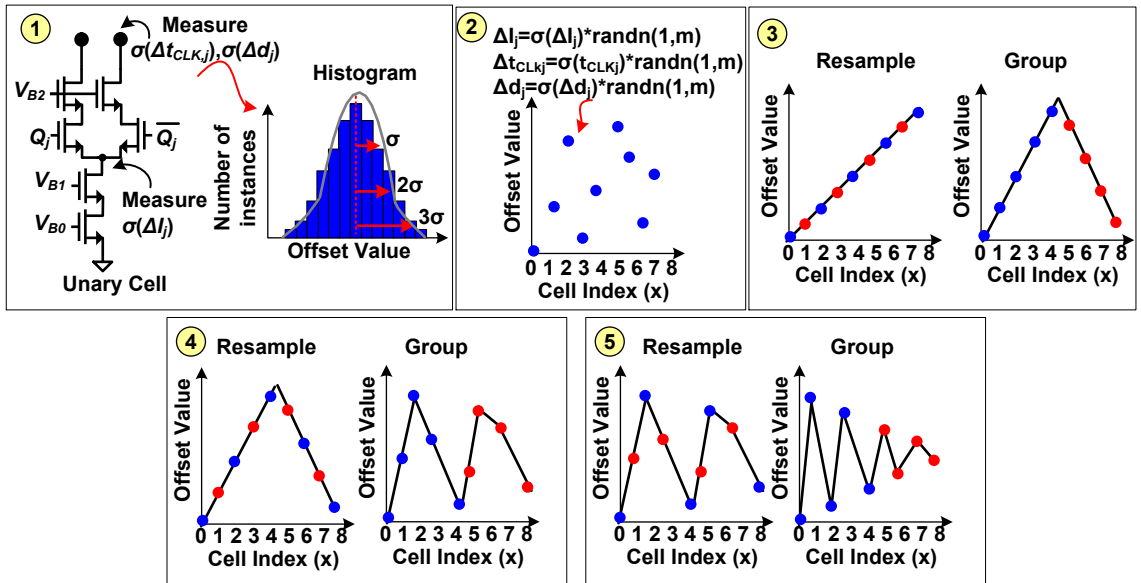 1
Measure
σ(Δt_CLK,j),σ(Δd_j)
V_B2
Q_j
Q̅_j
V_B1
Measure
σ(ΔI_j)
V_B0
Unary Cell
Histogram
Number of
instances
σ
2σ
3σ
Offset Value
2
ΔI_j=σ(ΔI_j)*randn(1,m)
Δt_CLKj=σ(t_CLKj)*randn(1,m)
Δd_j=σ(Δd_j)*randn(1,m)
Offset Value
0 1 2 3 4 5 6 7 8
Cell Index (x)
3
Resample
Offset Value
0 1 2 3 4 5 6 7 8
Cell Index (x)
Group
Offset Value
0 1 2 3 4 5 6 7 8
Cell Index (x)
4
Resample
Offset Value
0 1 2 3 4 5 6 7 8
Cell Index (x)
Group
Offset Value
0 1 2 3 4 5 6 7 8
Cell Index (x)
5
Resample
Offset Value
0 1 2 3 4 5 6 7 8
Cell Index (x)
Group
Offset Value
0 1 2 3 4 5 6 7 8
Cell Index (x)